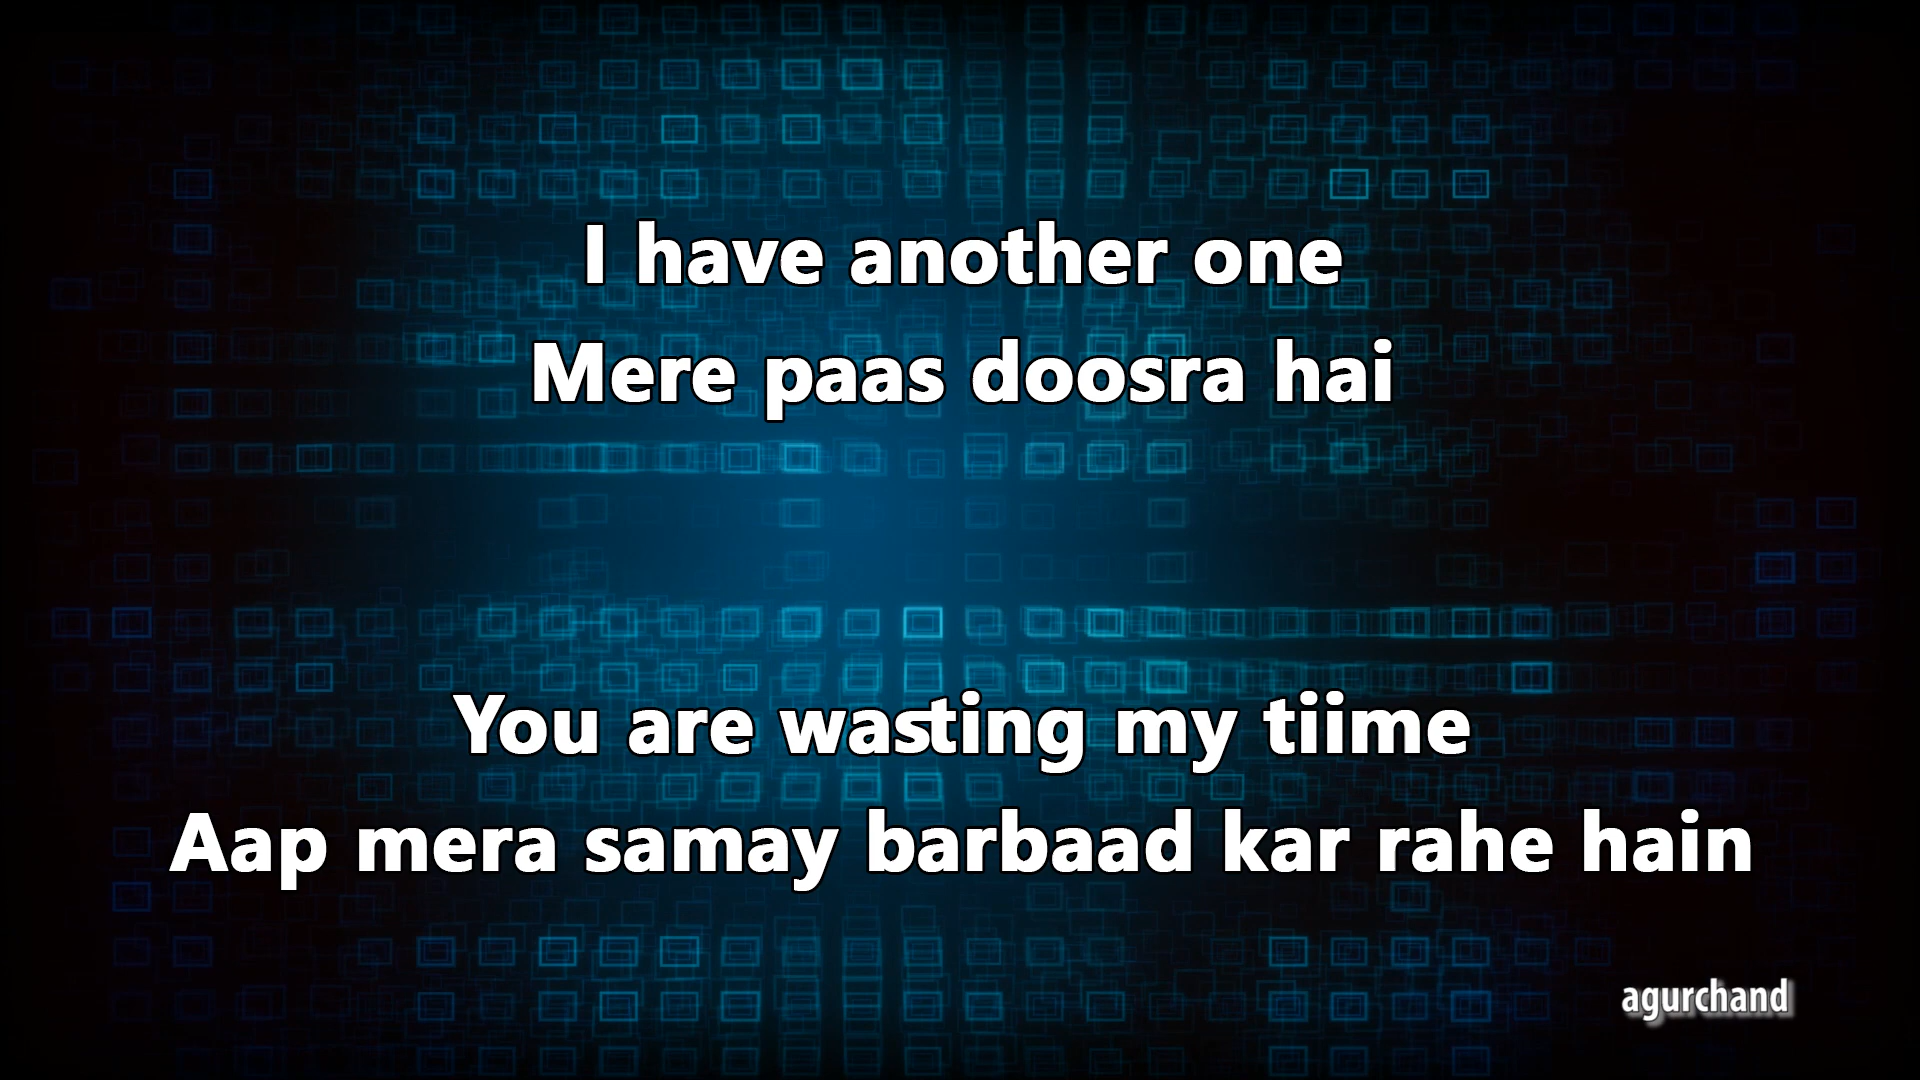 I have another one
Mere paas doosra hai
You are wasting my tiime
Aap mera samay barbaad kar rahe hain
agurchand